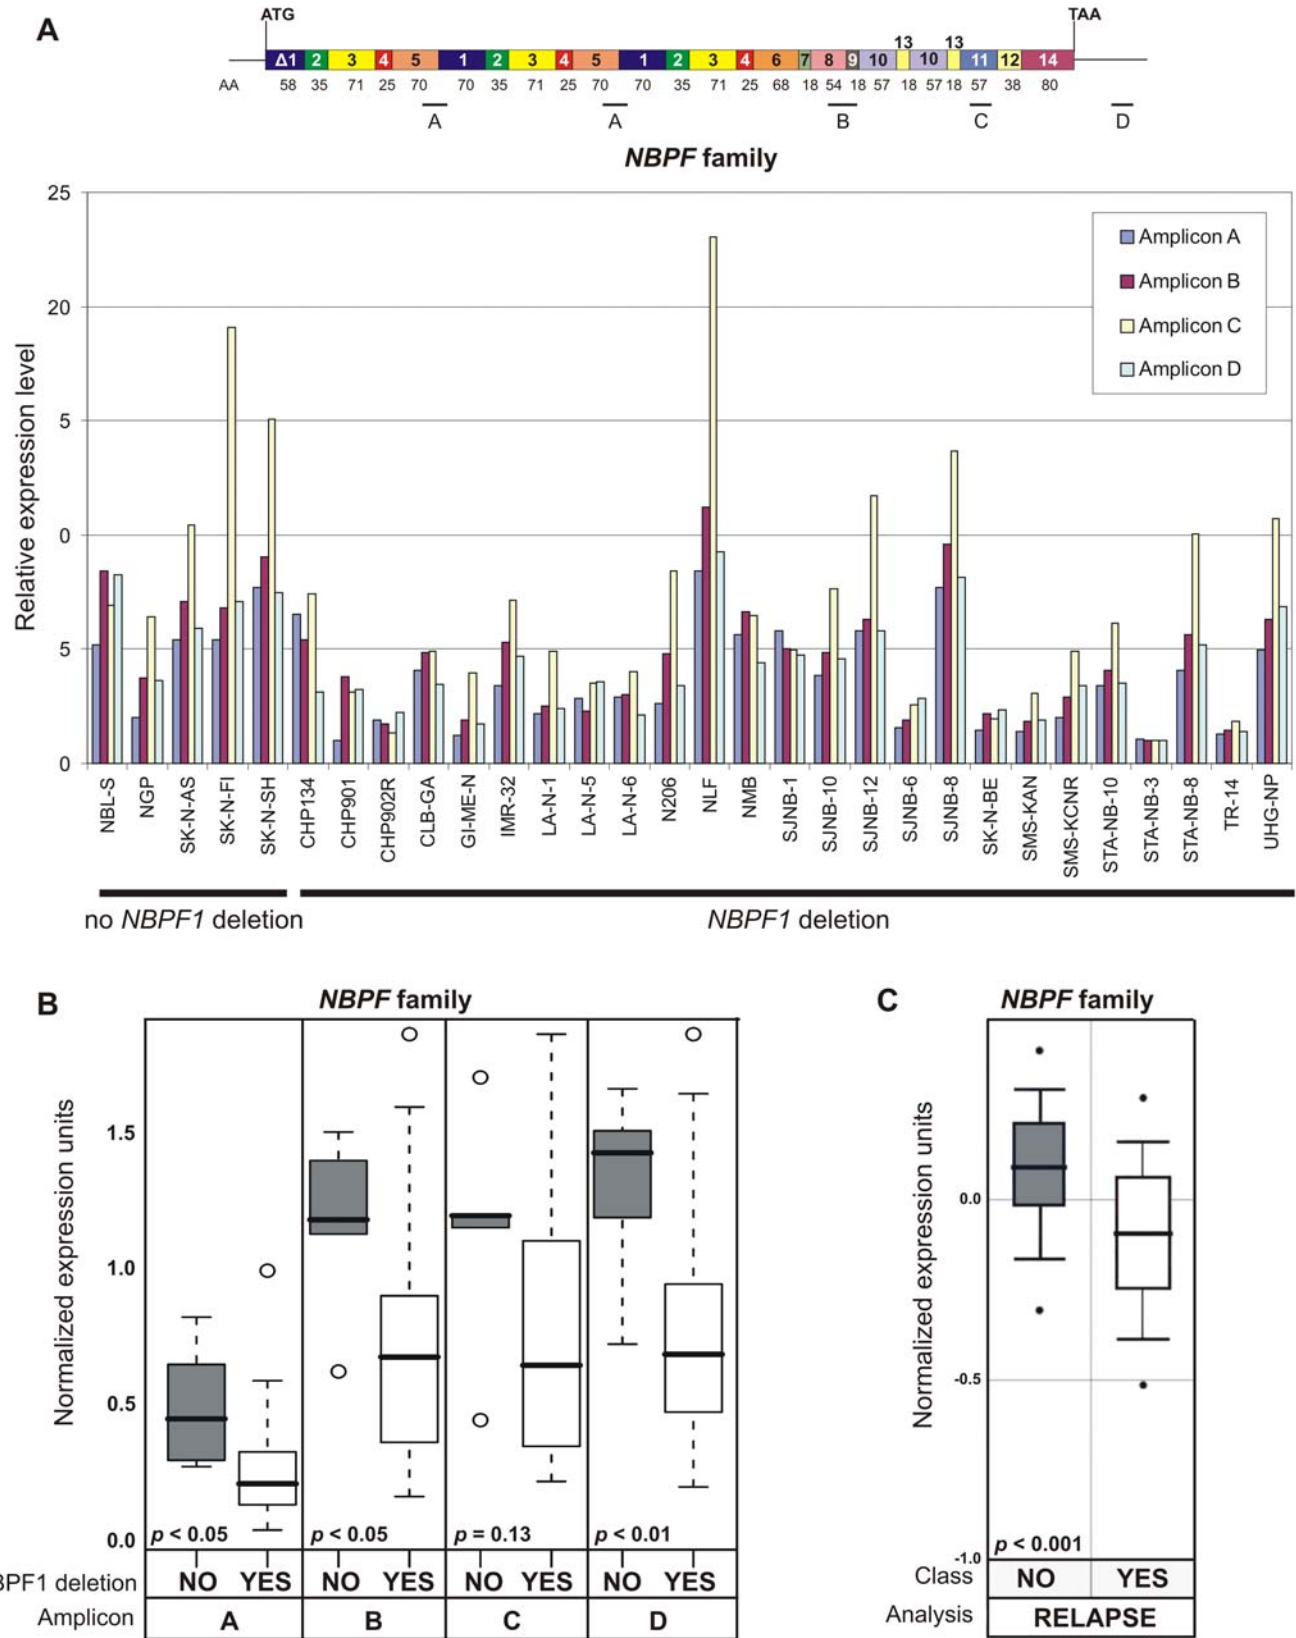 A
ATG
TAA
13 13
Δ1 2 3 4 5 1 2 3 4 5 1 2 3 4 6 7 8 9 10 10 11 12 14
AA 58 35 71 25 70 70 35 71 25 70 70 35 71 25 68 18 54 18 57 18 57 18 57 38 80
A A B C D
NBPF family
Relative expression level
25
20
5
0
5
0
Amplicon A
Amplicon B
Amplicon C
Amplicon D
NBL-S
NGP
SK-N-AS
SK-N-FI
SK-N-SH
CHP134
CHP901
CHP902R
CLB-GA
GI-ME-N
IMR-32
LA-N-1
LA-N-5
LA-N-6
N206
NLF
NMB
SJNB-1
SJNB-10
SJNB-12
SJNB-6
SJNB-8
SK-N-BE
SMS-KAN
SMS-KCNR
STA-NB-10
STA-NB-3
STA-NB-8
TR-14
UHG-NP
no NBPF1 deletion
NBPF1 deletion
B
NBPF family
Normalized expression units
1.5
1.0
0.5
0.0
p < 0.05
p < 0.05
p = 0.13
p < 0.01
BPF1 deletion NO YES NO YES NO YES NO YES
Amplicon A B C D
C
NBPF family
Normalized expression units
0.0
-0.5
-1.0
p < 0.001
Class NO YES
Analysis RELAPSE